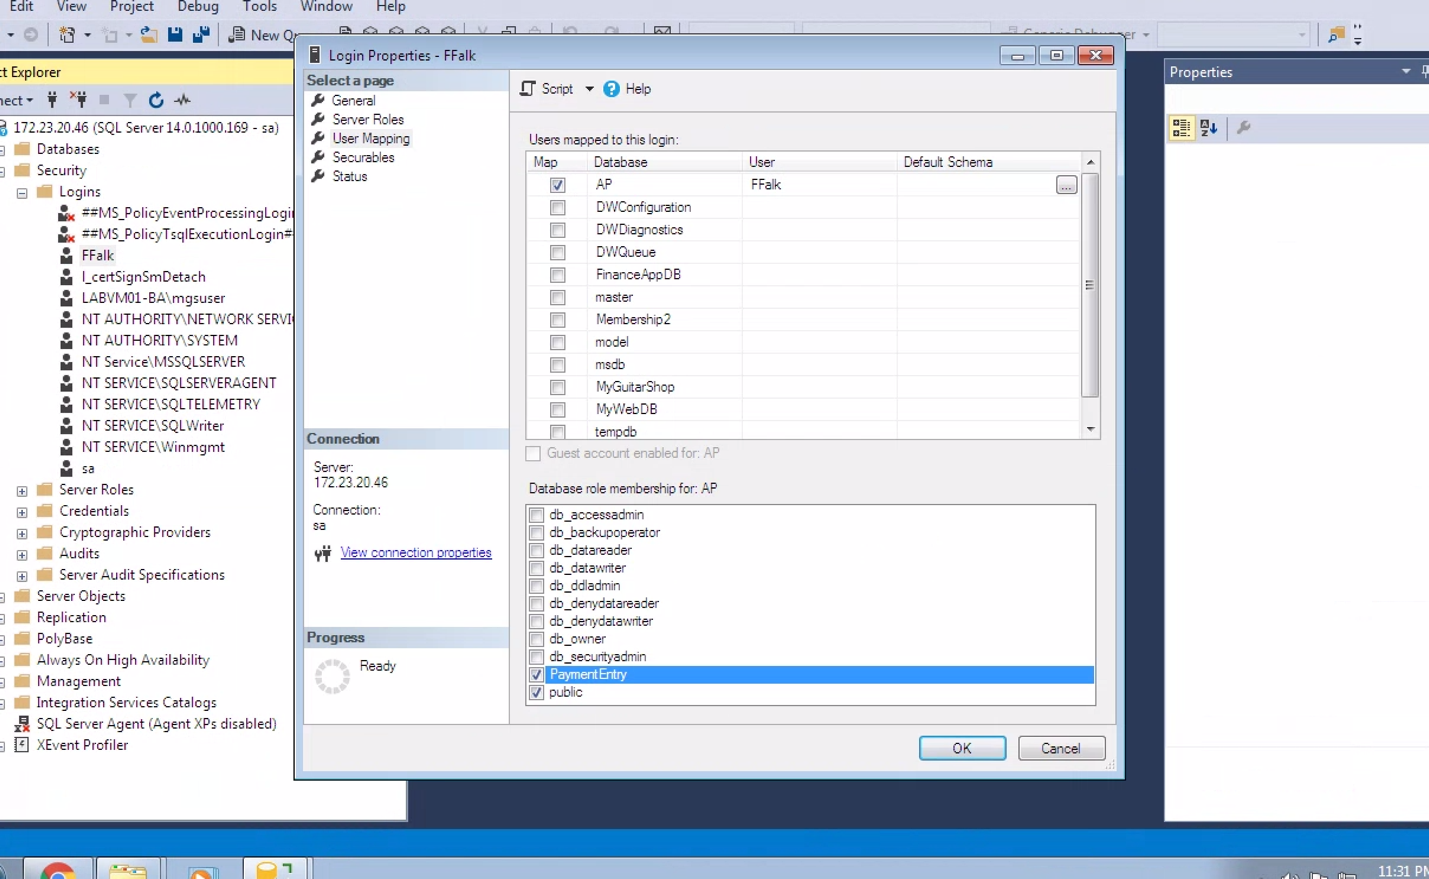 Edit View Project Debug Tools Window Help
New Qu
Generic Debugger
ct Explorer
nect
172.23.20.46 (SQL Server 14.0.1000.169 - sa)
Databases
Security
Logins
##MS_PolicyEventProcessingLogin
##MS_PolicyTsqlExecutionLogin#
FFalk
l_certSignSmDetach
LABVM01-BA\mgsuser
NT AUTHORITY\NETWORK SERVI
NT AUTHORITY\SYSTEM
NT Service\MSSQLSERVER
NT SERVICE\SQLSERVERAGENT
NT SERVICE\SQLTELEMETRY
NT SERVICE\SQLWriter
NT SERVICE\Winmgmt
sa
Server Roles
Credentials
Cryptographic Providers
Audits
Server Audit Specifications
Server Objects
Replication
PolyBase
Always On High Availability
Management
Integration Services Catalogs
SQL Server Agent (Agent XPs disabled)
XEvent Profiler
Login Properties - FFalk
Select a page
General
Server Roles
User Mapping
Securables
Status
Connection
Server:
172.23.20.46
Connection:
sa
View connection properties
Progress
Ready
Script Help
Users mapped to this login:
Map Database User Default Schema
AP FFalk ...
DWConfiguration
DWDiagnostics
DWQueue
FinanceAppDB
master
Membership2
model
msdb
MyGuitarShop
MyWebDB
tempdb
Guest account enabled for: AP
Database role membership for: AP
db_accessadmin
db_backupoperator
db_datareader
db_datawriter
db_ddladmin
db_denydatareader
db_denydatawriter
db_owner
db_securityadmin
PaymentEntry
public
OK Cancel
Properties
11:31 PM